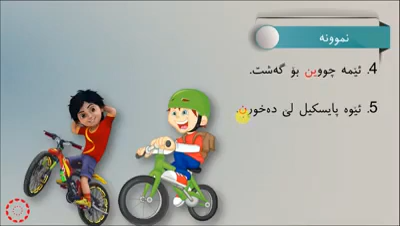 نموونە
4. ئێمە چووین بۆ گەشت.
5. ئێوە پایسکیل لێ دەخورن.